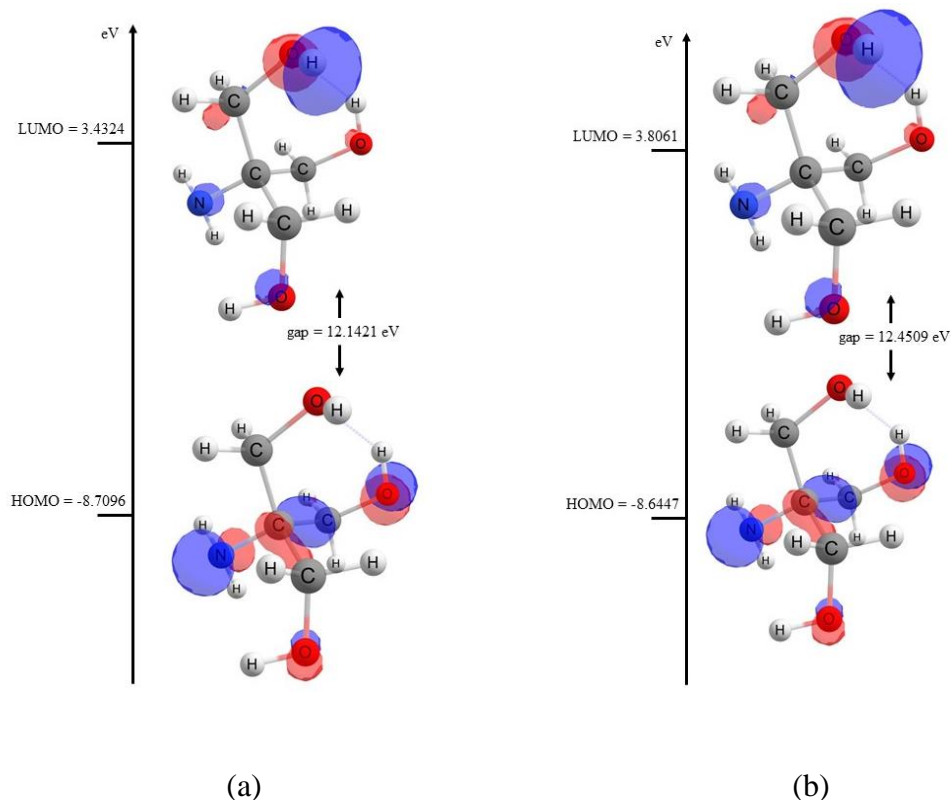 eV
LUMO = 3.4324
H
O
H
H
C
H
H
O
C
C
H
N
H
H
C
H
H
O
gap = 12.1421 eV
O
H
H
H
C
H
H
O
C
C
HOMO = -8.7096
H
N
H
H
H
C
H
H
O
(a)
eV
LUMO = 3.8061
O
H
H
H
C
H
H
O
H
C
C
N
H
H
H
H
C
H
O
gap = 12.4509 eV
O
H
H
H
C
H
H
O
C
C
HOMO = -8.6447
H
N
H
H
H
C
H
H
O
(b)